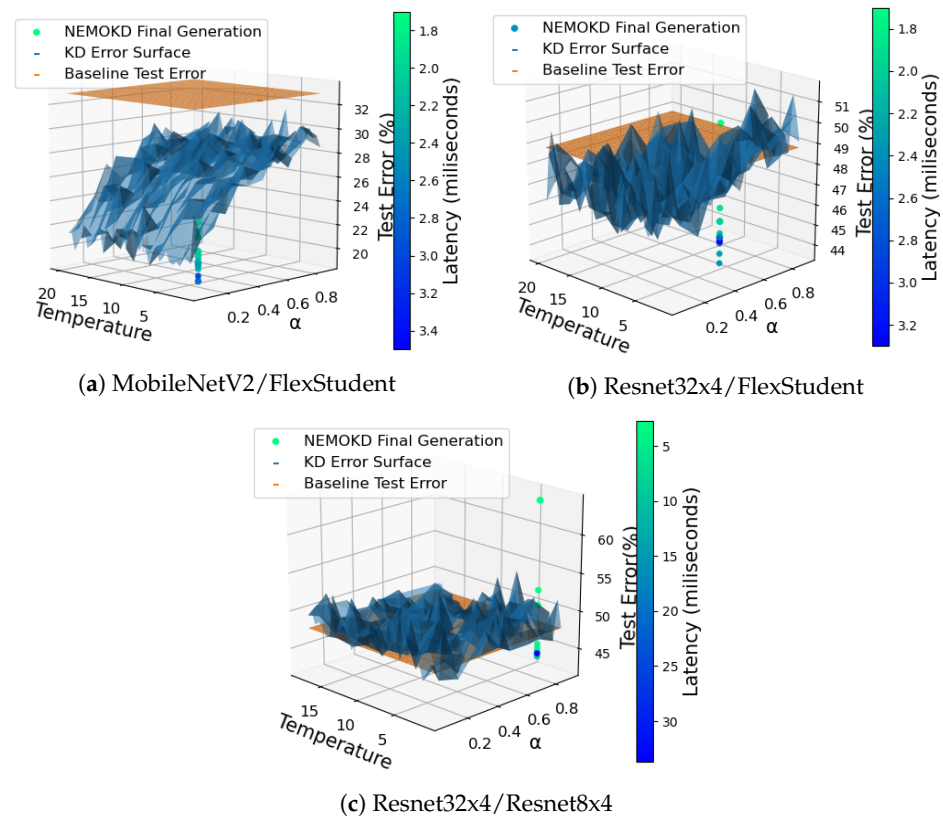 NEMOKD Final Generation
KD Error Surface
Baseline Test Error
32
30
28
26
24
22
20
Test Error (%)
20
15
10
5
Temperature
0.2
0.4
0.6
0.8
α
1.8
2.0
2.2
2.4
2.6
2.8
3.0
3.2
3.4
Latency (miliseconds)
(a) MobileNetV2/FlexStudent
NEMOKD Final Generation
KD Error Surface
Baseline Test Error
51
50
49
48
47
46
45
44
Test Error (%)
20
15
10
5
Temperature
0.2
0.4
0.6
0.8
α
1.8
2.0
2.2
2.4
2.6
2.8
3.0
3.2
Latency (miliseconds)
(b) Resnet32x4/FlexStudent
NEMOKD Final Generation
KD Error Surface
Baseline Test Error
60
55
50
45
Test Error(%)
15
10
5
Temperature
0.2
0.4
0.6
0.8
α
5
10
15
20
25
30
Latency (miliseconds)
(c) Resnet32x4/Resnet8x4